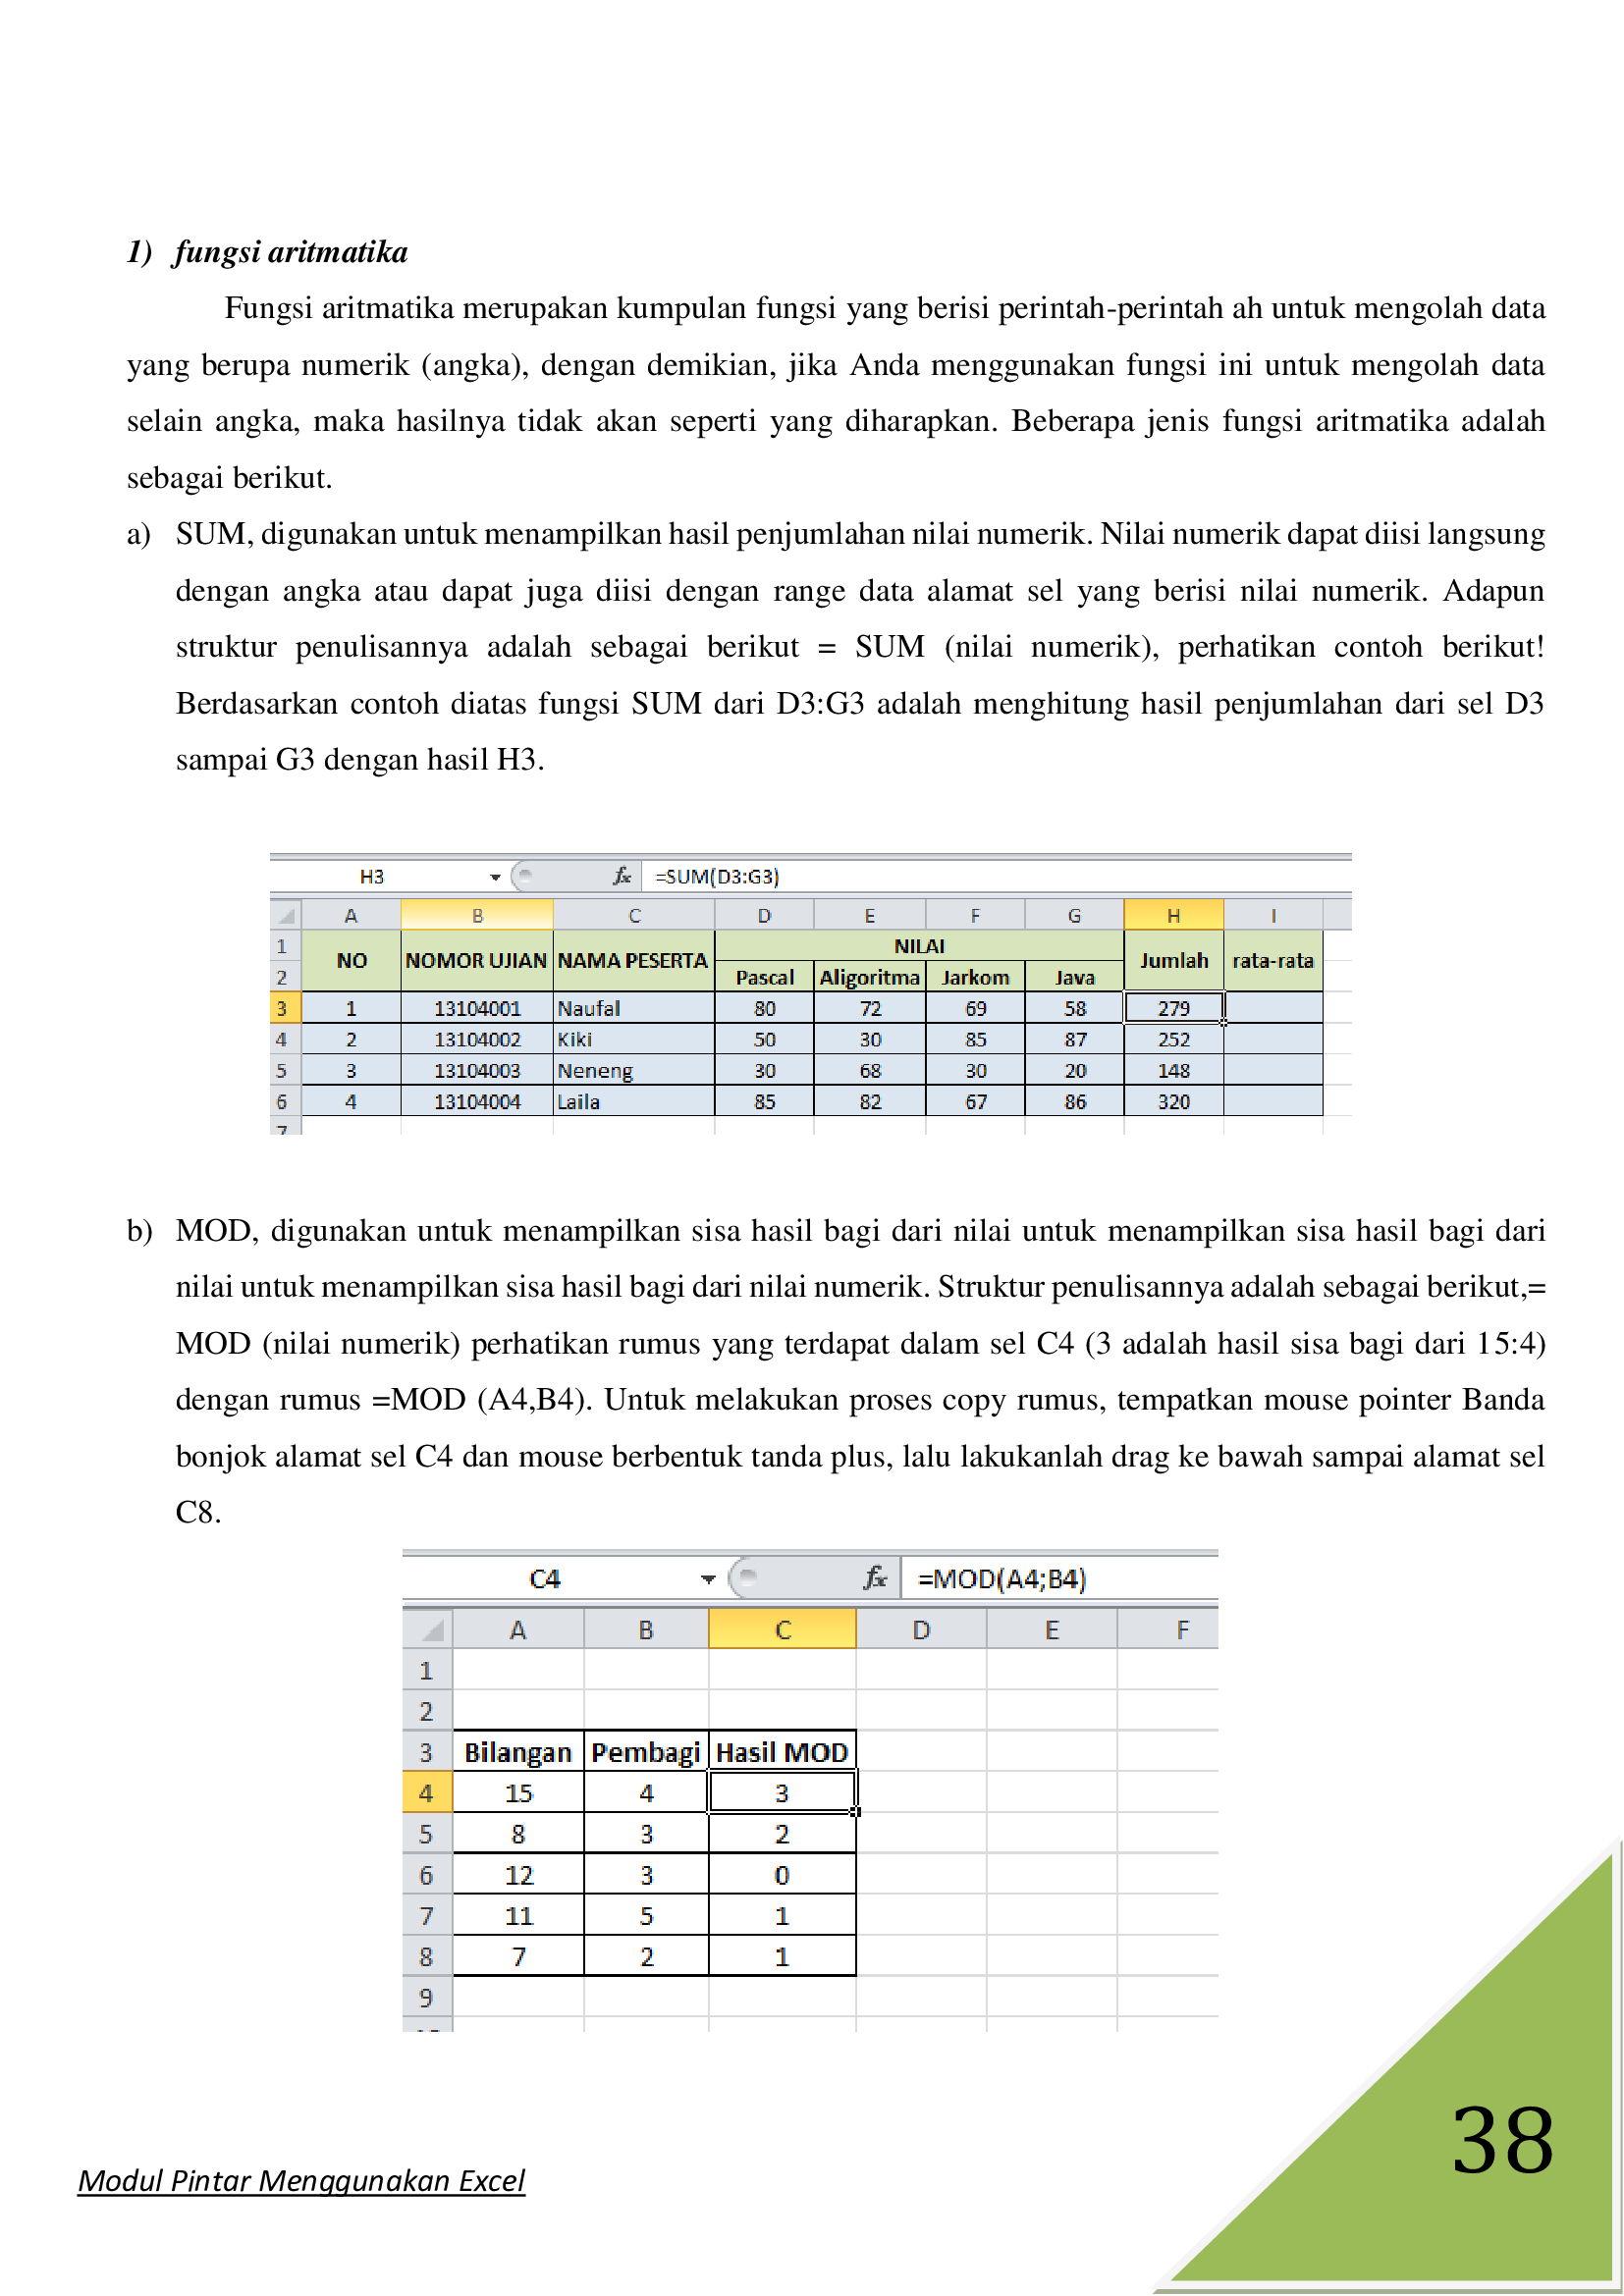 1) fungsi aritmatika
Fungsi aritmatika merupakan kumpulan fungsi yang berisi perintah-perintah ah untuk mengolah data
yang berupa numerik (angka), dengan demikian, jika Anda menggunakan fungsi ini untuk mengolah data
selain angka, maka hasilnya tidak akan seperti yang diharapkan. Beberapa jenis fungsi aritmatika adalah
sebagai berikut.
a) SUM, digunakan untuk menampilkan hasil penjumlahan nilai numerik. Nilai numerik dapat diisi langsung
dengan angka atau dapat juga diisi dengan range data alamat sel yang berisi nilai numerik. Adapun
struktur penulisannya adalah sebagai berikut = SUM (nilai numerik), perhatikan contoh berikut!
Berdasarkan contoh diatas fungsi SUM dari D3:G3 adalah menghitung hasil penjumlahan dari sel D3
sampai G3 dengan hasil H3.
H3 fx =SUM(D3:G3)
A B C D E F G H I
1 NO NOMOR UJIAN NAMA PESERTA NILAI Jumlah rata-rata
2 Pascal Aligoritma Jarkom Java
3 1 13104001 Naufal 80 72 69 58 279
4 2 13104002 Kiki 50 30 85 87 252
5 3 13104003 Neneng 30 68 30 20 148
6 4 13104004 Laila 85 82 67 86 320
7
b) MOD, digunakan untuk menampilkan sisa hasil bagi dari nilai untuk menampilkan sisa hasil bagi dari
nilai untuk menampilkan sisa hasil bagi dari nilai numerik. Struktur penulisannya adalah sebagai berikut,=
MOD (nilai numerik) perhatikan rumus yang terdapat dalam sel C4 (3 adalah hasil sisa bagi dari 15:4)
dengan rumus =MOD (A4,B4). Untuk melakukan proses copy rumus, tempatkan mouse pointer Banda
bonjok alamat sel C4 dan mouse berbentuk tanda plus, lalu lakukanlah drag ke bawah sampai alamat sel
C8.
C4 fx =MOD(A4;B4)
A B C D E F
1
2
3 Bilangan Pembagi Hasil MOD
4 15 4 3
5 8 3 2
6 12 3 0
7 11 5 1
8 7 2 1
9
38
Modul Pintar Menggunakan Excel